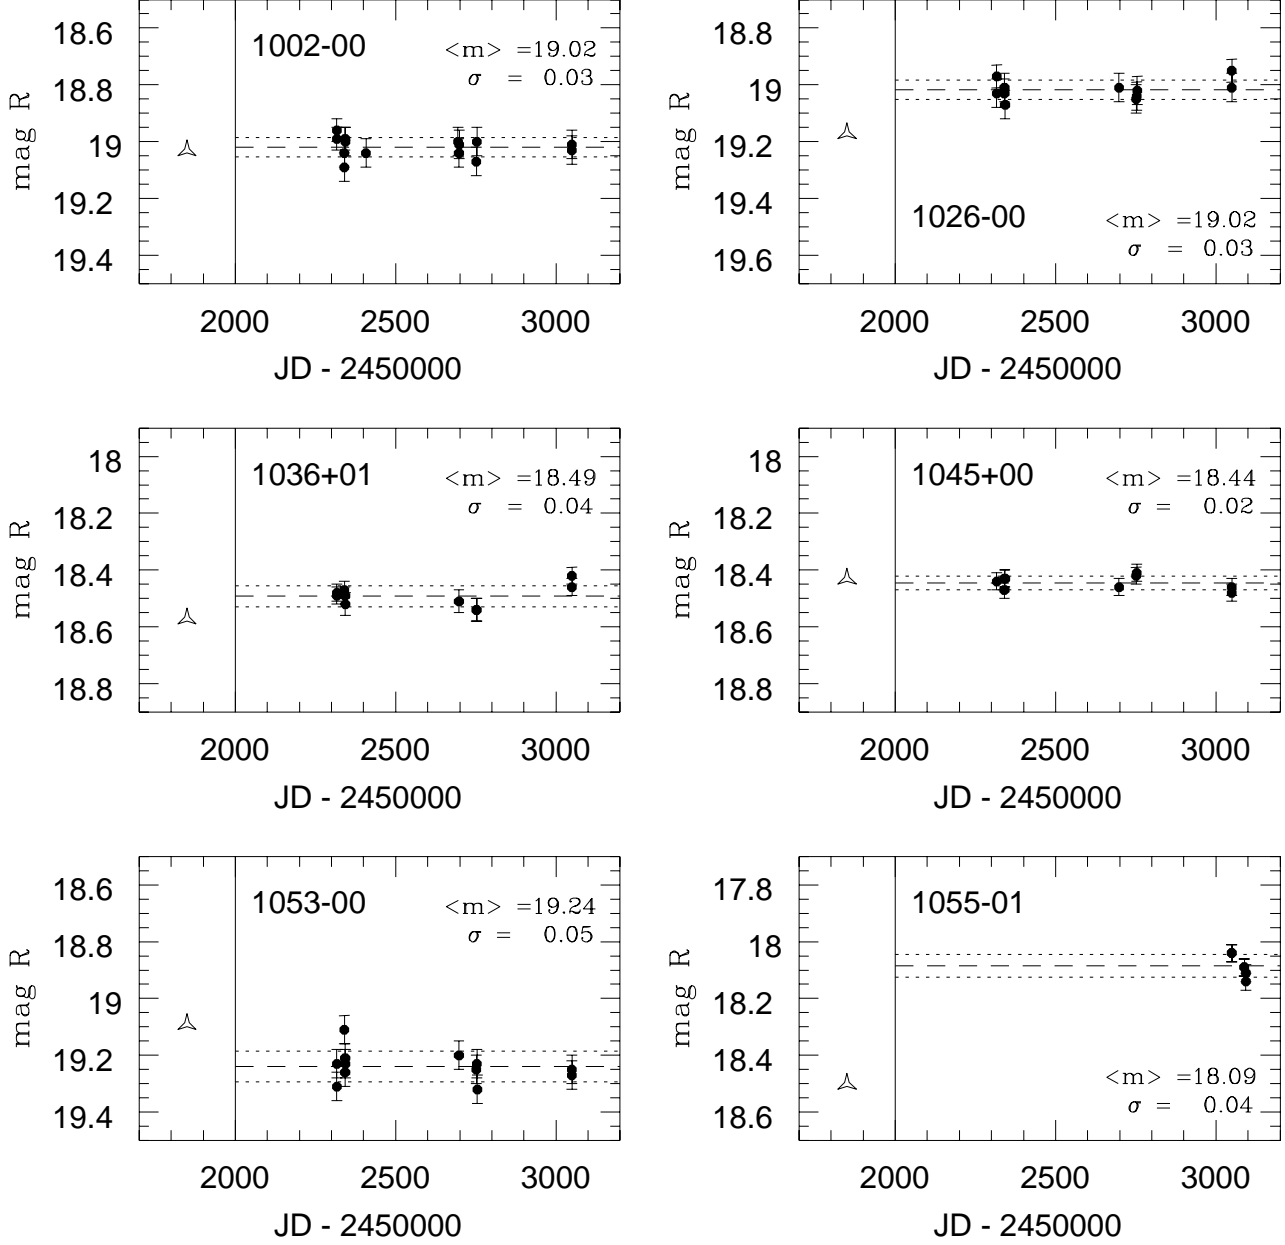 18.6
18.8
19
19.2
19.4
mag R
1002-00
<m> =19.02
σ = 0.03
2000 2500 3000
JD - 2450000
18.8
19
19.2
19.4
19.6
mag R
1026-00
<m> =19.02
σ = 0.03
2000 2500 3000
JD - 2450000
18
18.2
18.4
18.6
18.8
mag R
1036+01
<m> =18.49
σ = 0.04
2000 2500 3000
JD - 2450000
18
18.2
18.4
18.6
18.8
mag R
1045+00
<m> =18.44
σ = 0.02
2000 2500 3000
JD - 2450000
18.6
18.8
19
19.2
19.4
mag R
1053-00
<m> =19.24
σ = 0.05
2000 2500 3000
JD - 2450000
17.8
18
18.2
18.4
18.6
mag R
1055-01
<m> =18.09
σ = 0.04
2000 2500 3000
JD - 2450000